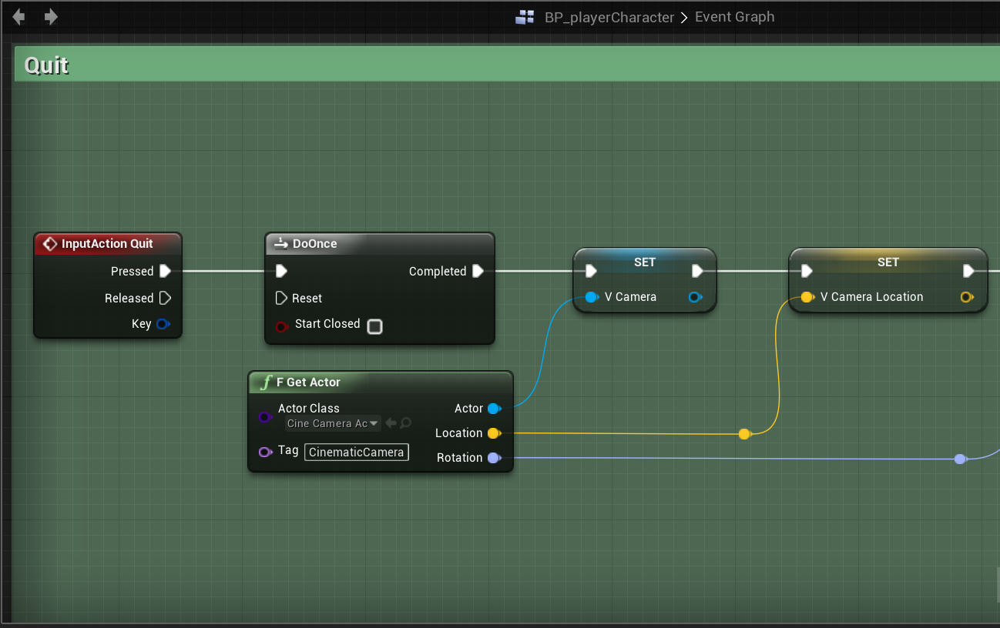 BP_playerCharacter > Event Graph
Quit
InputAction Quit
Pressed
Released
Key
DoOnce
Completed
Reset
Start Closed
SET
V Camera
SET
V Camera Location
F Get Actor
Actor Class
Cine Camera Ac
Tag CinematicCamera
Actor
Location
Rotation